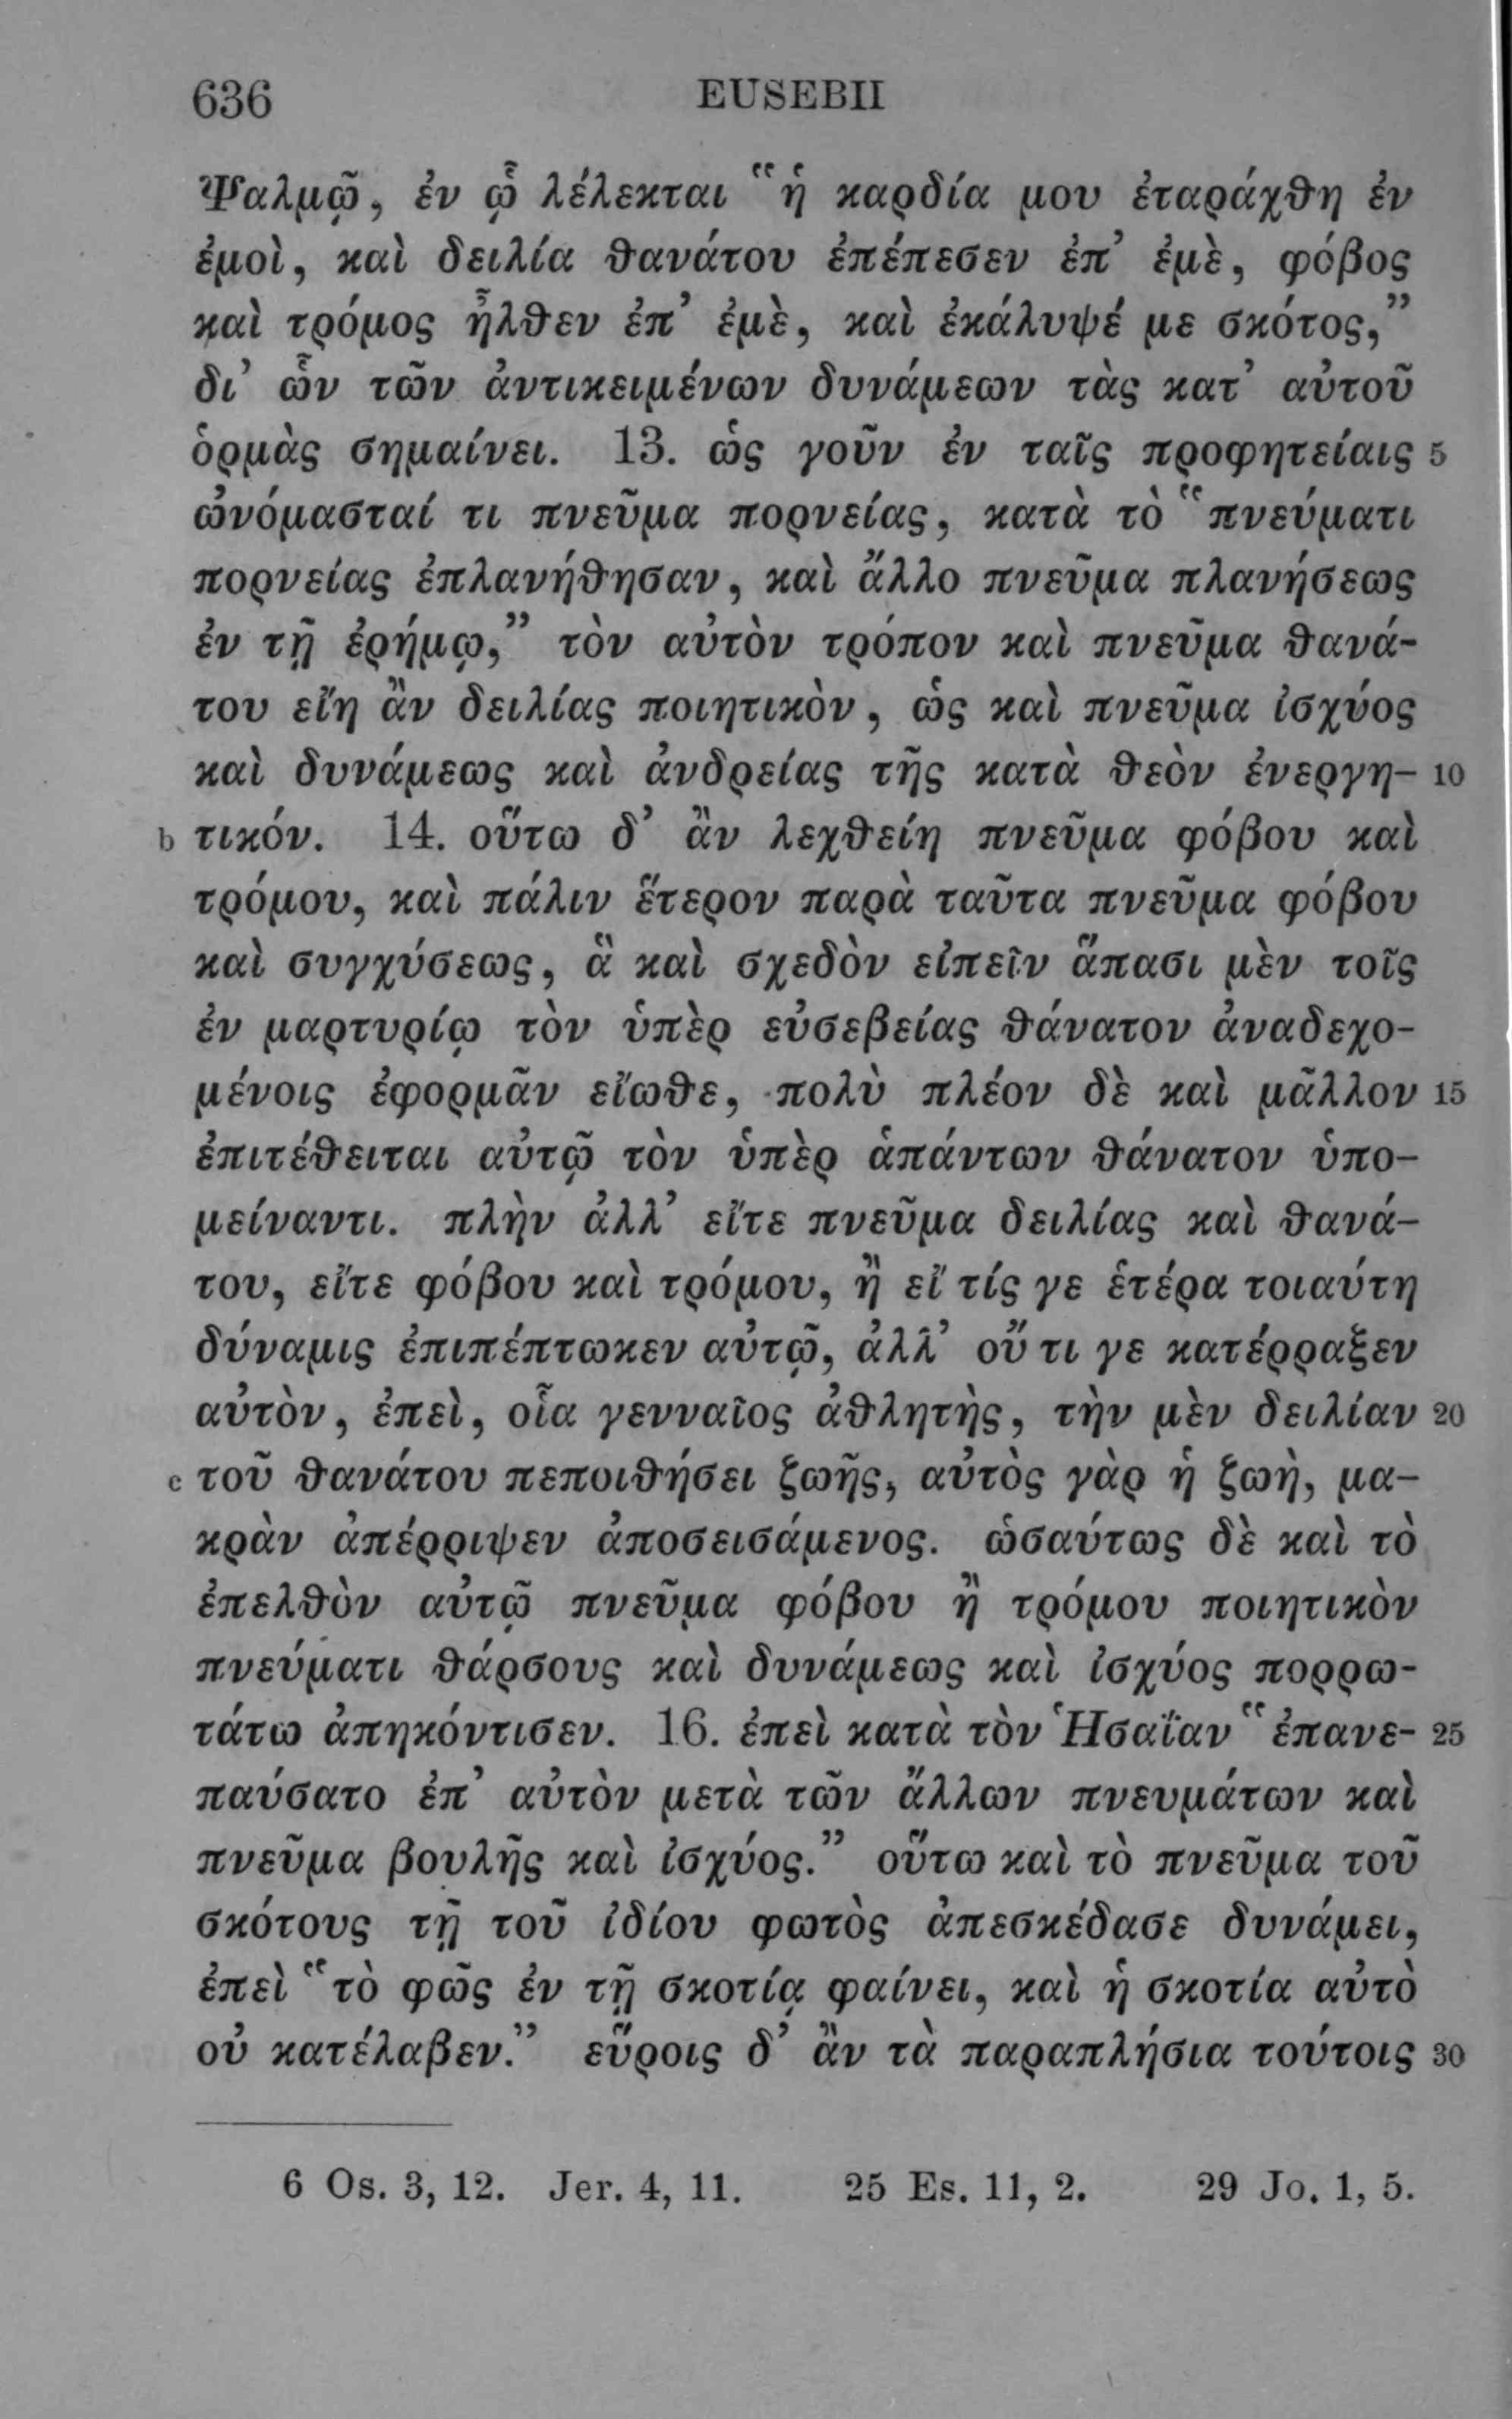 636 EUSEBII
Ψαλμῷ, ἐν ᾧ λέλεκται “ἡ καρδία μου ἐταράχθη ἐν
ἐμοὶ, καὶ δειλία θανάτου ἐπέπεσεν ἐπ’ ἐμὲ, φόβος
καὶ τρόμος ἦλθεν ἐπ’ ἐμὲ, καὶ ἐκάλυψέ με σκότος,”
δι’ ὧν τῶν ἀντικειμένων δυνάμεων τὰς κατ’ αὐτοῦ
ὁρμὰς σημαίνει. 13. ὡς γοῦν ἐν ταῖς προφητείαις 5
ὠνόμασταί τι πνεῦμα πορνείας, κατὰ τὸ “πνεύματι
πορνείας ἐπλανήθησαν, καὶ ἄλλο πνεῦμα πλανήσεως
ἐν τῇ ἐρήμῳ,” τὸν αὐτὸν τρόπον καὶ πνεῦμα θανά-
του εἴη ἂν δειλίας ποιητικὸν, ὡς καὶ πνεῦμα ἰσχύος
καὶ δυνάμεως καὶ ἀνδρείας τῆς κατὰ θεὸν ἐνεργη- 10
b τικόν. 14. οὕτω δ’ ἂν λεχθείη πνεῦμα φόβου καὶ
τρόμου, καὶ πάλιν ἕτερον παρὰ ταῦτα πνεῦμα φόβου
καὶ συγχύσεως, ἃ καὶ σχεδὸν εἰπεῖν ἅπασι μὲν τοῖς
ἐν μαρτυρίῳ τὸν ὑπὲρ εὐσεβείας θάνατον ἀναδεχο-
μένοις ἐφορμᾶν εἴωθε, πολὺ πλέον δὲ καὶ μᾶλλον 15
ἐπιτέθειται αὐτῷ τὸν ὑπὲρ ἁπάντων θάνατον ὑπο-
μείναντι. πλὴν ἀλλ’ εἴτε πνεῦμα δειλίας καὶ θανά-
του, εἴτε φόβου καὶ τρόμου, ἢ εἴ τίς γε ἑτέρα τοιαύτη
δύναμις ἐπιπέπτωκεν αὐτῷ, ἀλλ’ οὔ τι γε κατέρραξεν
αὐτὸν, ἐπεὶ, οἷα γενναῖος ἀθλητὴς, τὴν μὲν δειλίαν 20
c τοῦ θανάτου πεποιθήσει ζωῆς, αὐτὸς γὰρ ἡ ζωὴ, μα-
κρὰν ἀπέρριψεν ἀποσεισάμενος. ὡσαύτως δὲ καὶ τὸ
ἐπελθὸν αὐτῷ πνεῦμα φόβου ἢ τρόμου ποιητικὸν
πνεύματι θάρσους καὶ δυνάμεως καὶ ἰσχύος πορρω-
τάτω ἀπηκόντισεν. 16. ἐπεὶ κατὰ τὸν Ἡσαΐαν “ἐπανε- 25
παύσατο ἐπ’ αὐτὸν μετὰ τῶν ἄλλων πνευμάτων καὶ
πνεῦμα βουλῆς καὶ ἰσχύος.” οὕτω καὶ τὸ πνεῦμα τοῦ
σκότους τῇ τοῦ ἰδίου φωτὸς ἀπεσκέδασε δυνάμει,
ἐπεὶ “τὸ φῶς ἐν τῇ σκοτίᾳ φαίνει, καὶ ἡ σκοτία αὐτὸ
οὐ κατέλαβεν.” εὕροις δ’ ἂν τὰ παραπλήσια τούτοις 30
6 Os. 3, 12. Jer. 4, 11. 25 Es. 11, 2. 29 Jo. 1, 5.